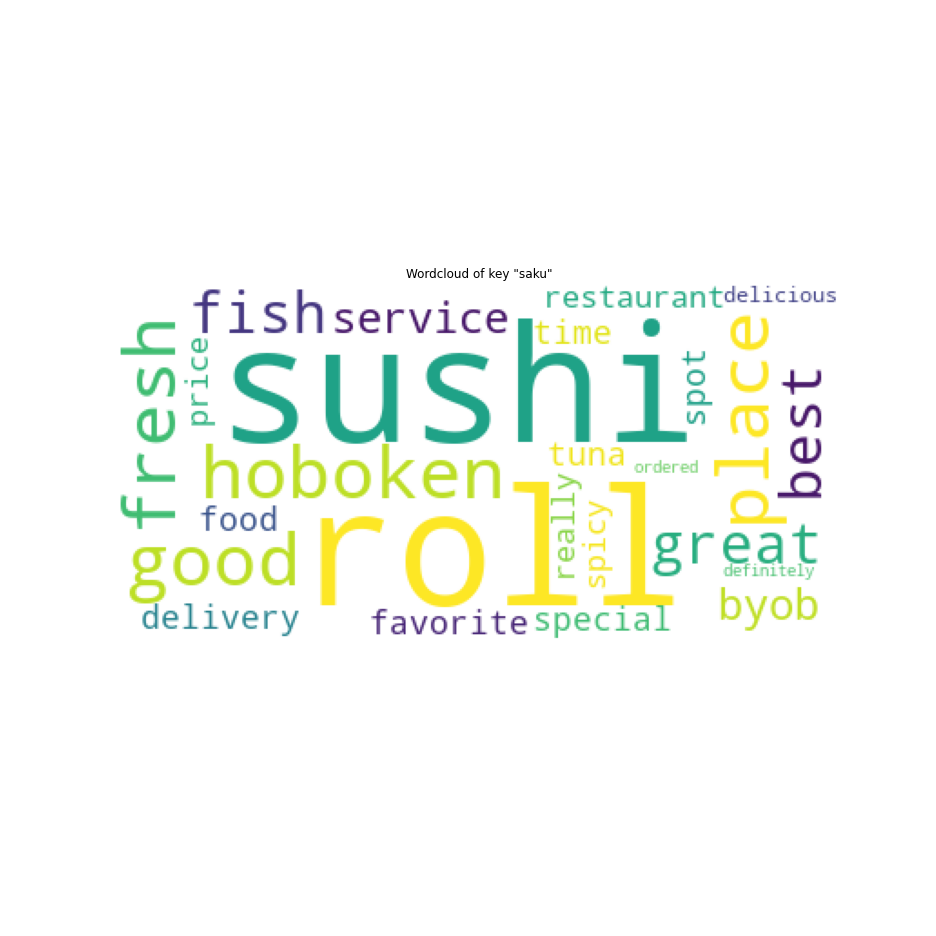 Wordcloud of key "saku"
restaurant
delicious
fish
service
time
fresh
price
sushi
spot
place
best
hoboken
tuna
ordered
food
really
spicy
good
roll
great
definitely
byob
delivery
favorite
special